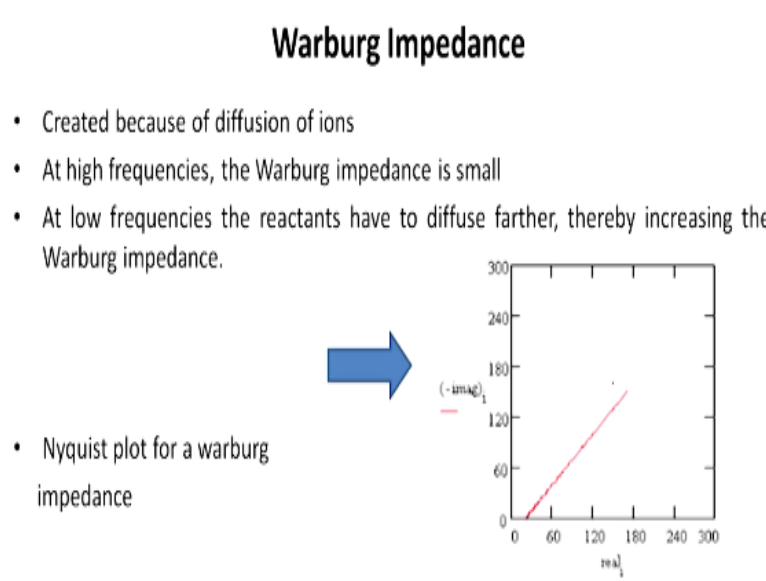 Warburg Impedance
• Created because of diffusion of ions
• At high frequencies, the Warburg impedance is small
• At low frequencies the reactants have to diffuse farther, thereby increasing the
Warburg impedance.
300
240
180
(-imag)i
120
60
0
0 60 120 180 240 300
reali
• Nyquist plot for a warburg
impedance